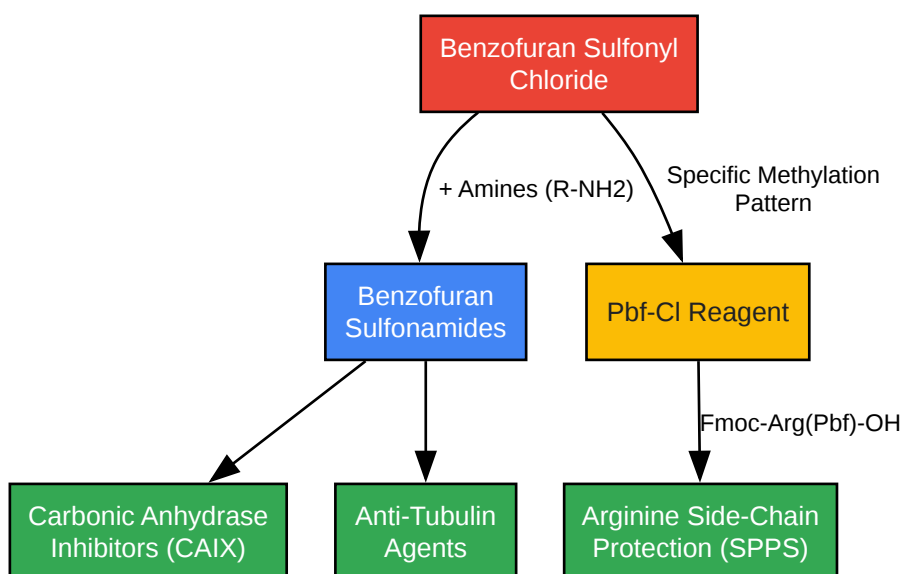 Benzofuran Sulfonyl
Chloride
+ Amines (R-NH2)
Specific Methylation
Pattern
Benzofuran
Sulfonamides
Pbf-Cl Reagent
Fmoc-Arg(Pbf)-OH
Carbonic Anhydrase
Inhibitors (CAIX)
Anti-Tubulin
Agents
Arginine Side-Chain
Protection (SPPS)